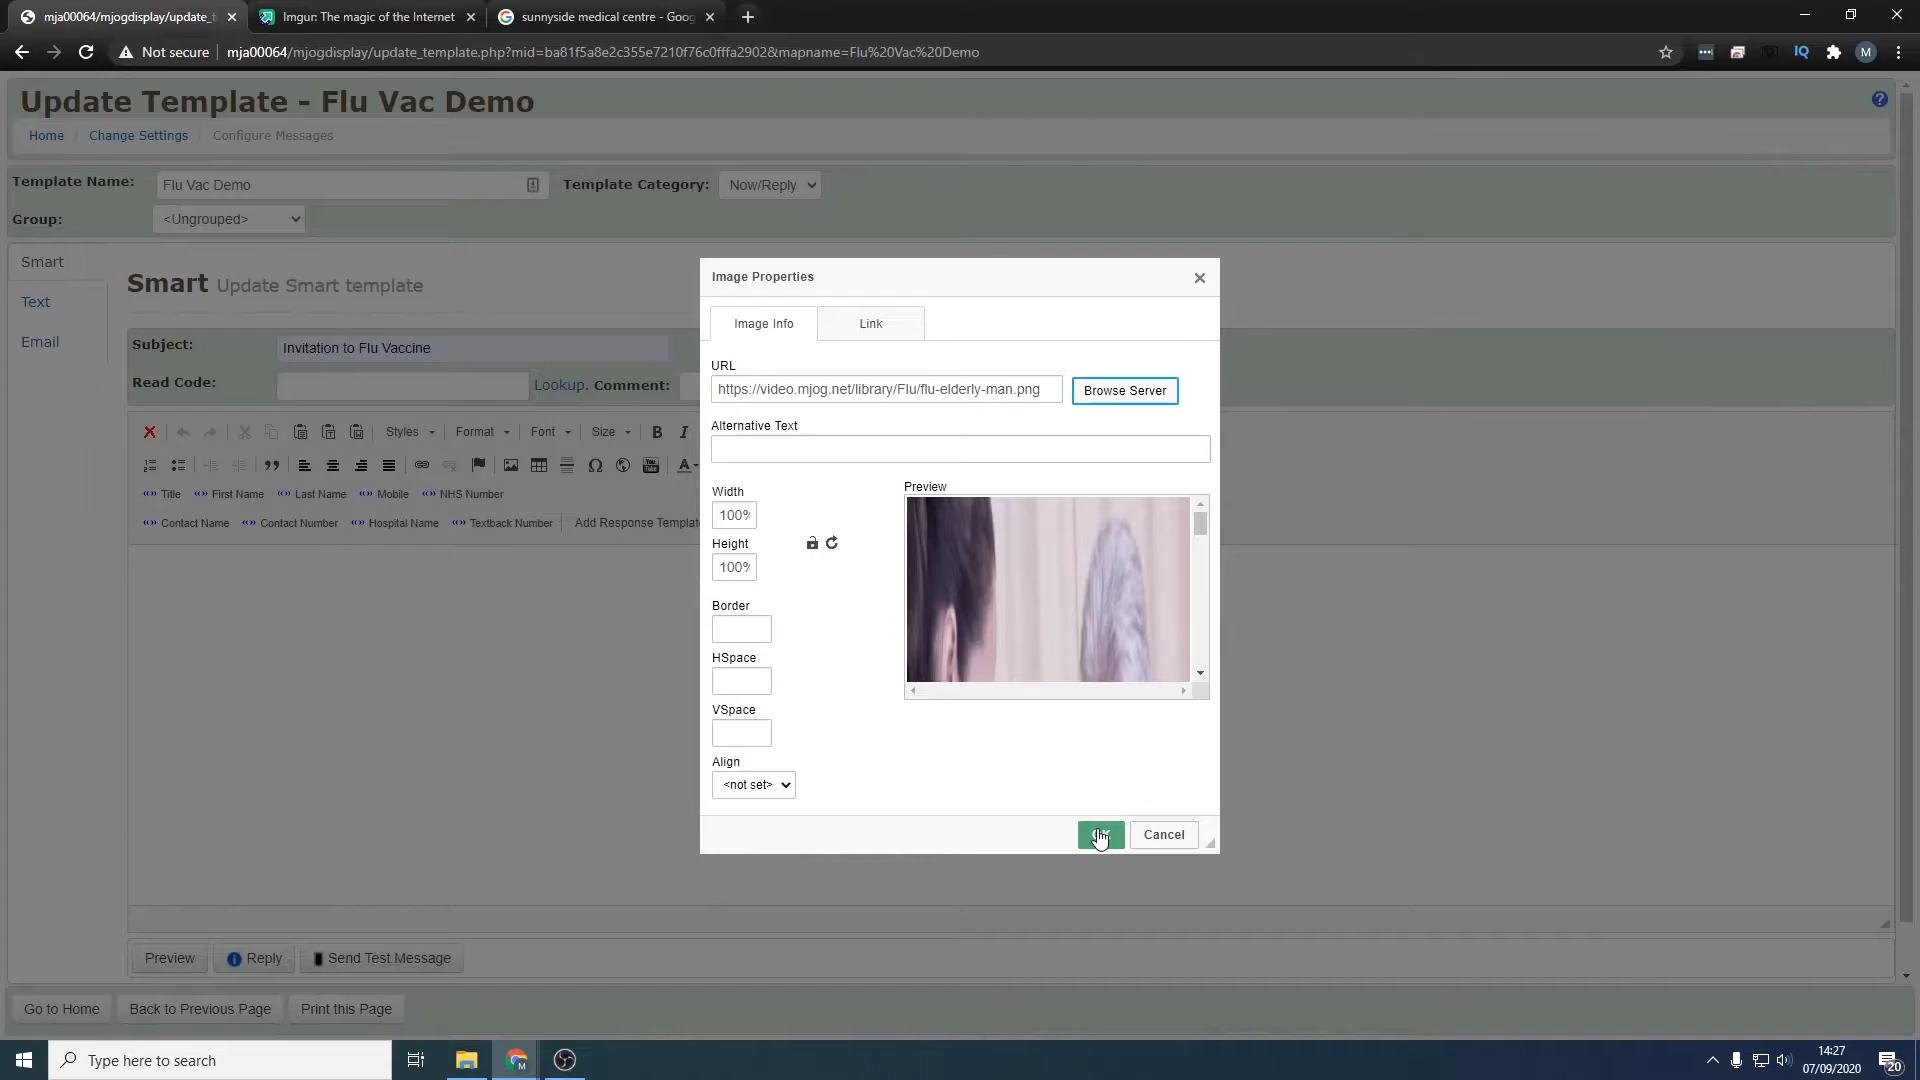 mja00064/mjogdisplay/update_t
Imgur: The magic of the Internet
sunnyside medical centre - Goog
Not secure
mja00064/mjogdisplay/update_template.php?mid=ba81f5a8e2c355e7210f76c0fffa2902&mapname=Flu%20Vac%20Demo
IQ
M
Update Template - Flu Vac Demo
Home / Change Settings / Configure Messages
Template Name: Flu Vac Demo Template Category: Now/Reply
Group: <Ungrouped>
Smart
Text
Email
Smart Update Smart template
Subject: Invitation to Flu Vaccine
Read Code: Lookup. Comment:
Styles Format Font Size B I
You Tube A
Title First Name Last Name Mobile NHS Number
Contact Name Contact Number Hospital Name Textback Number Add Response Templa
Image Properties
Image Info Link
URL
https://video.mjog.net/library/Flu/flu-elderly-man.png Browse Server
Alternative Text
Width
100%
Height
100%
Border
HSpace
VSpace
Align
<not set>
Preview
Cancel
Preview Reply Send Test Message
Go to Home Back to Previous Page Print this Page
Type here to search
14:27
07/09/2020
20